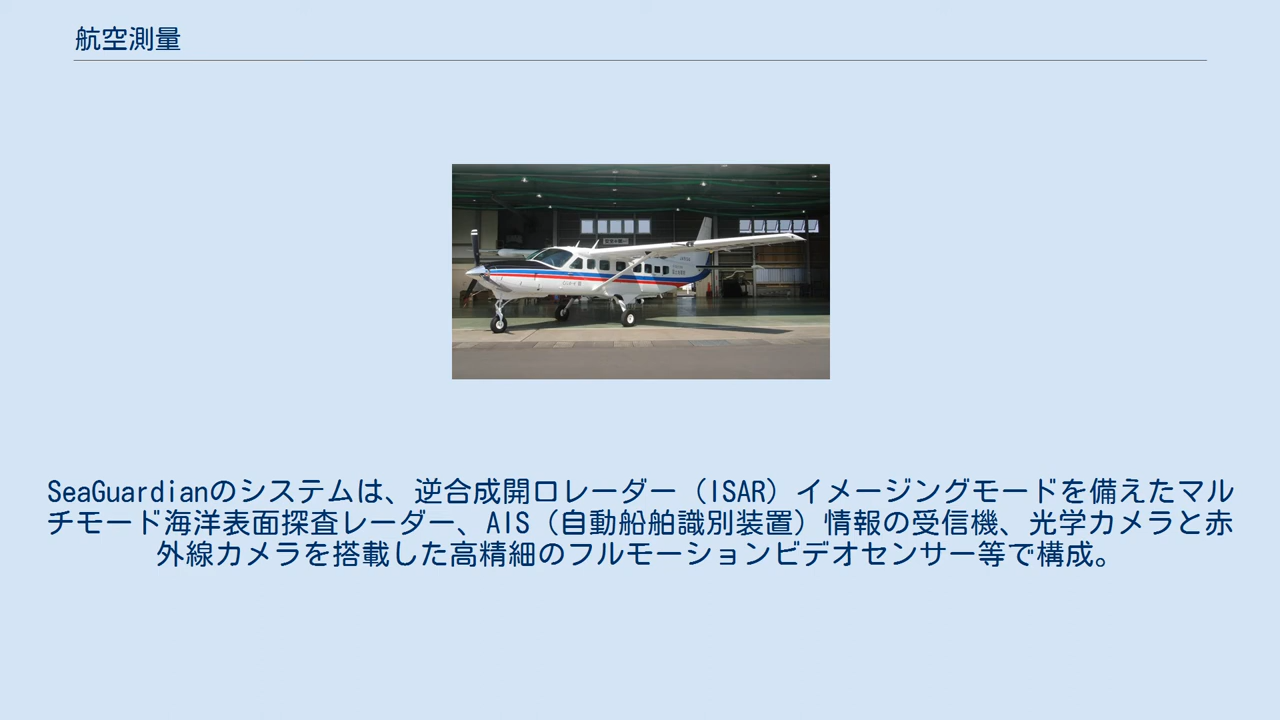 航空測量
SeaGuardianのシステムは、逆合成開口レーダー（ISAR）イメージングモードを備えたマル
チモード海洋表面探査レーダー、AIS（自動船舶識別装置）情報の受信機、光学カメラと赤
外線カメラを搭載した高精細のフルモーションビデオセンサー等で構成。